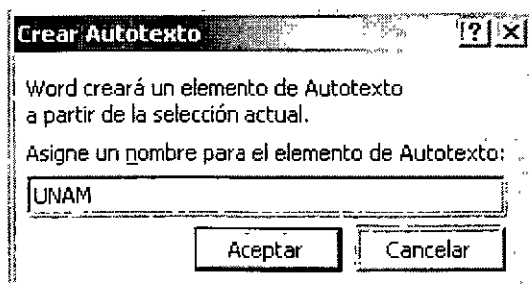 Crear Autotexto
Word creará un elemento de Autotexto
a partir de la selección actual.
Asigne un nombre para el elemento de Autotexto:
UNAM
Aceptar Cancelar